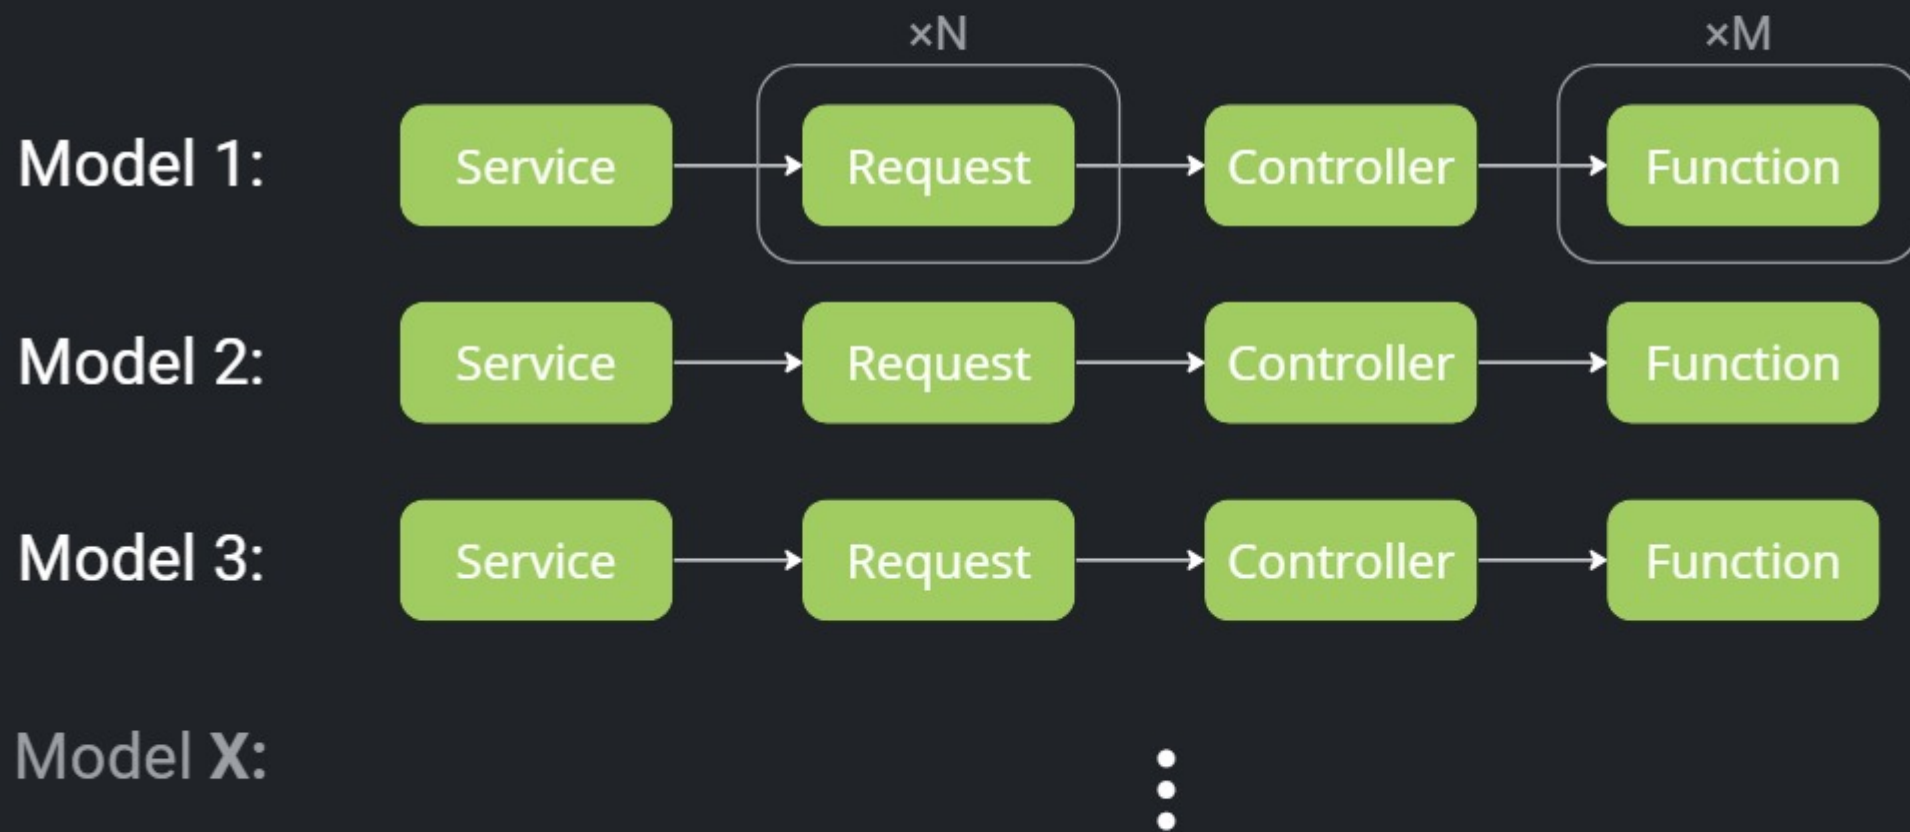 ×N ×M
Model 1: Service Request Controller Function
Model 2: Service Request Controller Function
Model 3: Service Request Controller Function
Model X: